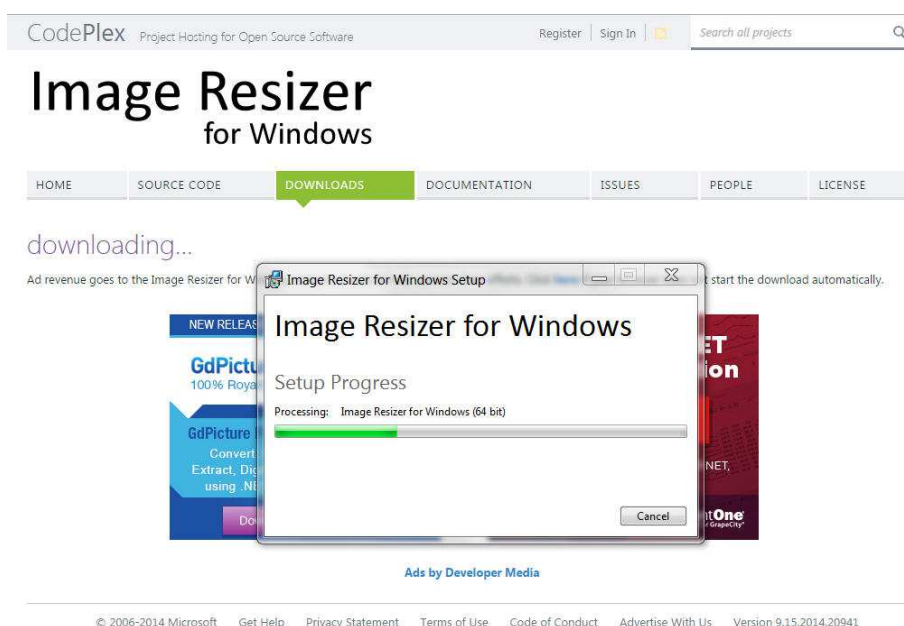 CodePlex Project Hosting for Open Source Software Register Sign In Search all projects
Image Resizer
for Windows
HOME SOURCE CODE DOWNLOADS DOCUMENTATION ISSUES PEOPLE LICENSE
downloading...
Ad revenue goes to the Image Resizer for W
t start the download automatically.
Image Resizer for Windows Setup
Image Resizer for Windows
Setup Progress
Processing: Image Resizer for Windows (64 bit)
Cancel
NEW RELEAS
GdPictu
100% Roya
GdPicture
Convert
Extract, Dig
using .NE
Do
ET
ion
NET,
ntOne
GrapeCity
Ads by Developer Media
© 2006-2014 Microsoft Get Help Privacy Statement Terms of Use Code of Conduct Advertise With Us Version 9.15.2014.20941